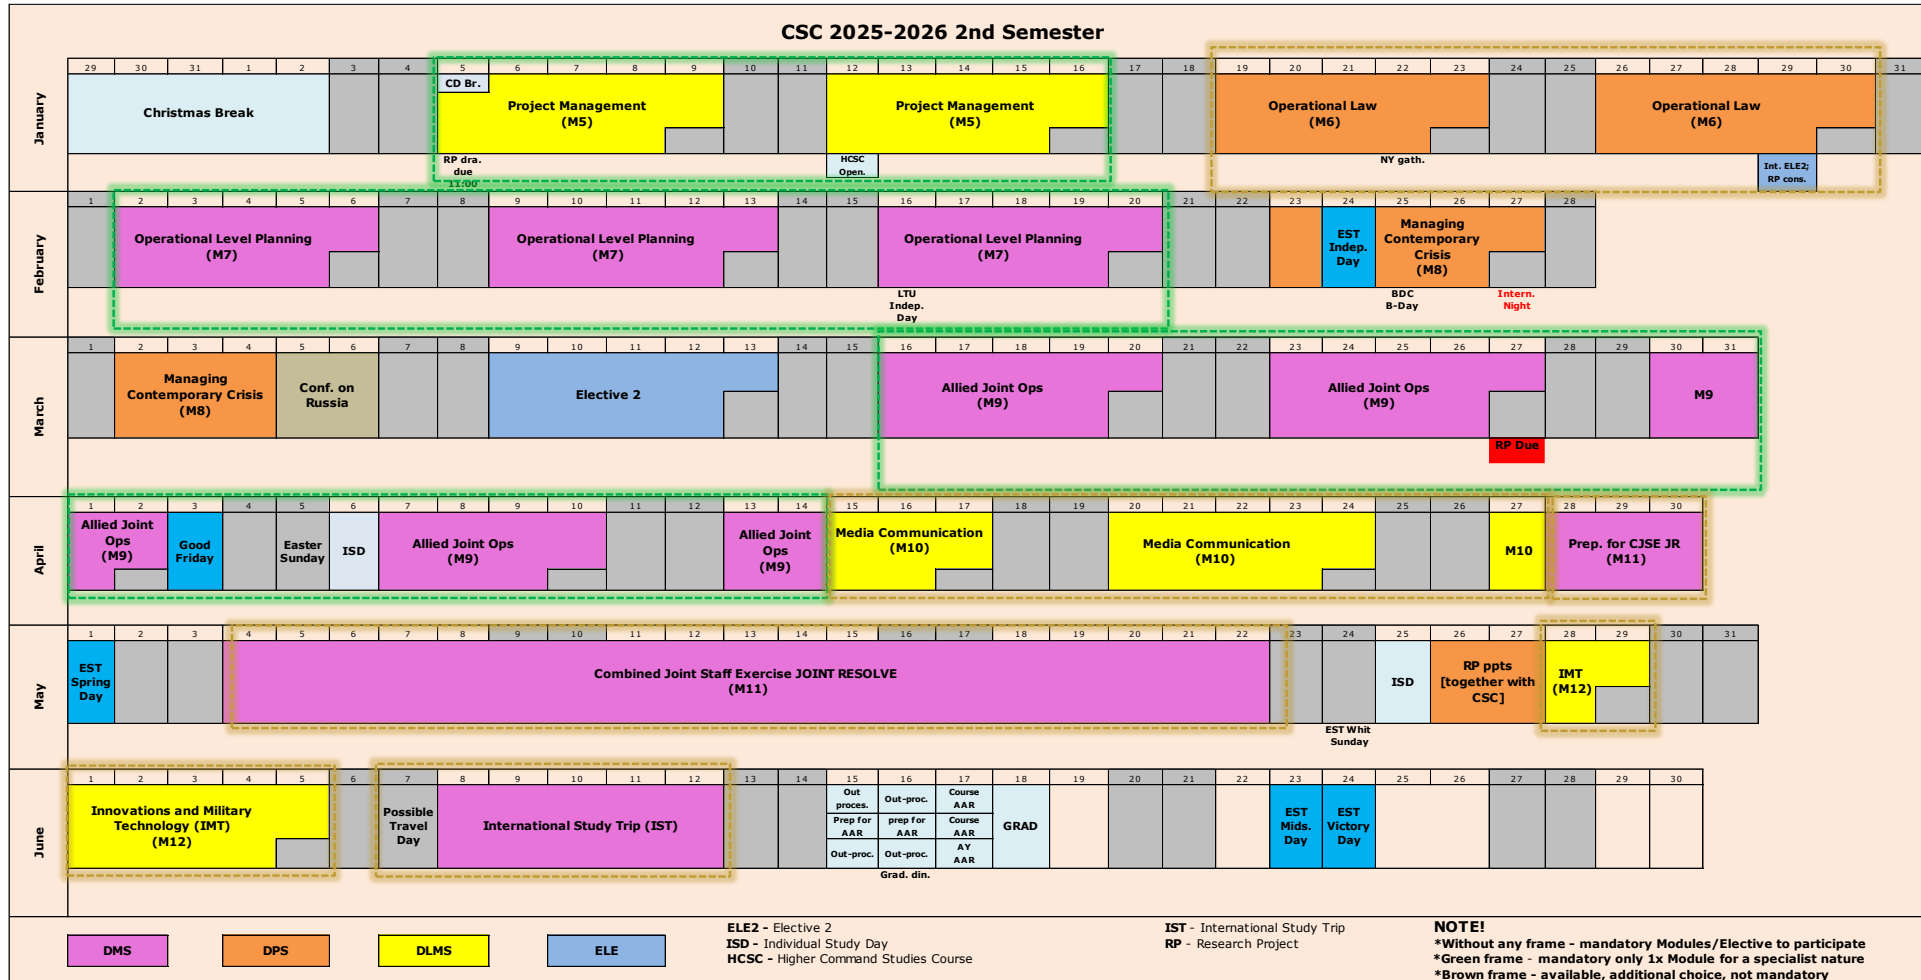 CSC 2025-2026 2nd Semester
January
29 30 31 1 2 3 4 5 6 7 8 9 10 11 12 13 14 15 16 17 18 19 20 21 22 23 24 25 26 27 28 29 30 31
Christmas Break
CD Br.
Project Management
(M5)
Project Management
(M5)
Operational Law
(M6)
Operational Law
(M6)
RP dra.
due
11:00
HCSC
Open.
NY gath.
Int. ELE2;
RP cons.
February
1 2 3 4 5 6 7 8 9 10 11 12 13 14 15 16 17 18 19 20 21 22 23 24 25 26 27 28
Operational Level Planning
(M7)
Operational Level Planning
(M7)
Operational Level Planning
(M7)
EST
Indep.
Day
Managing
Contemporary
Crisis
(M8)
LTU
Indep.
Day
BDC
B-Day
Intern.
Night
March
1 2 3 4 5 6 7 8 9 10 11 12 13 14 15 16 17 18 19 20 21 22 23 24 25 26 27 28 29 30 31
Managing
Contemporary Crisis
(M8)
Conf. on
Russia
Elective 2
Allied Joint Ops
(M9)
Allied Joint Ops
(M9)
M9
RP Due
April
1 2 3 4 5 6 7 8 9 10 11 12 13 14 15 16 17 18 19 20 21 22 23 24 25 26 27 28 29 30
Allied Joint
Ops
(M9)
Good
Friday
Easter
Sunday
ISD
Allied Joint Ops
(M9)
Allied Joint
Ops
(M9)
Media Communication
(M10)
Media Communication
(M10)
M10
Prep. for CJSE JR
(M11)
May
1 2 3 4 5 6 7 8 9 10 11 12 13 14 15 16 17 18 19 20 21 22 23 24 25 26 27 28 29 30 31
EST
Spring
Day
Combined Joint Staff Exercise JOINT RESOLVE
(M11)
ISD
RP ppts
[together with
CSC]
IMT
(M12)
EST Whit
Sunday
June
1 2 3 4 5 6 7 8 9 10 11 12 13 14 15 16 17 18 19 20 21 22 23 24 25 26 27 28 29 30
Innovations and Military
Technology (IMT)
(M12)
Possible
Travel
Day
International Study Trip (IST)
Out
proces.
Out-proc.
Course
AAR
Prep for
AAR
prep for
AAR
Course
AAR
Out-proc.
Out-proc.
AY
AAR
GRAD
EST
Mids.
Day
EST
Victory
Day
Grad. din.
DMS
DPS
DLMS
ELE
ELE2 - Elective 2
ISD - Individual Study Day
HCSC - Higher Command Studies Course
IST - International Study Trip
RP - Research Project
NOTE!
*Without any frame - mandatory Modules/Elective to participate
*Green frame - mandatory only 1x Module for a specialist nature
*Brown frame - available, additional choice, not mandatory